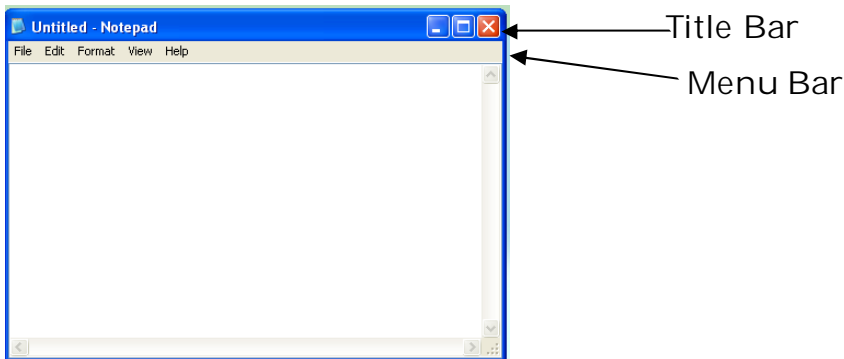 Untitled - Notepad
Title Bar
File Edit Format View Help
Menu Bar